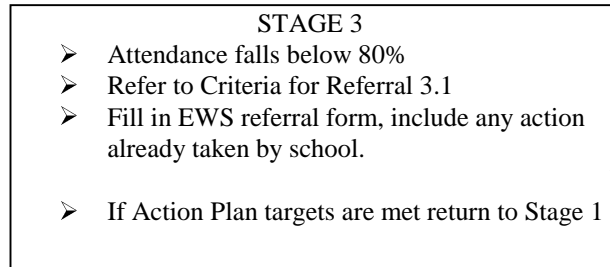 STAGE 3
➢ Attendance falls below 80%
➢ Refer to Criteria for Referral 3.1
➢ Fill in EWS referral form, include any action
already taken by school.
➢ If Action Plan targets are met return to Stage 1